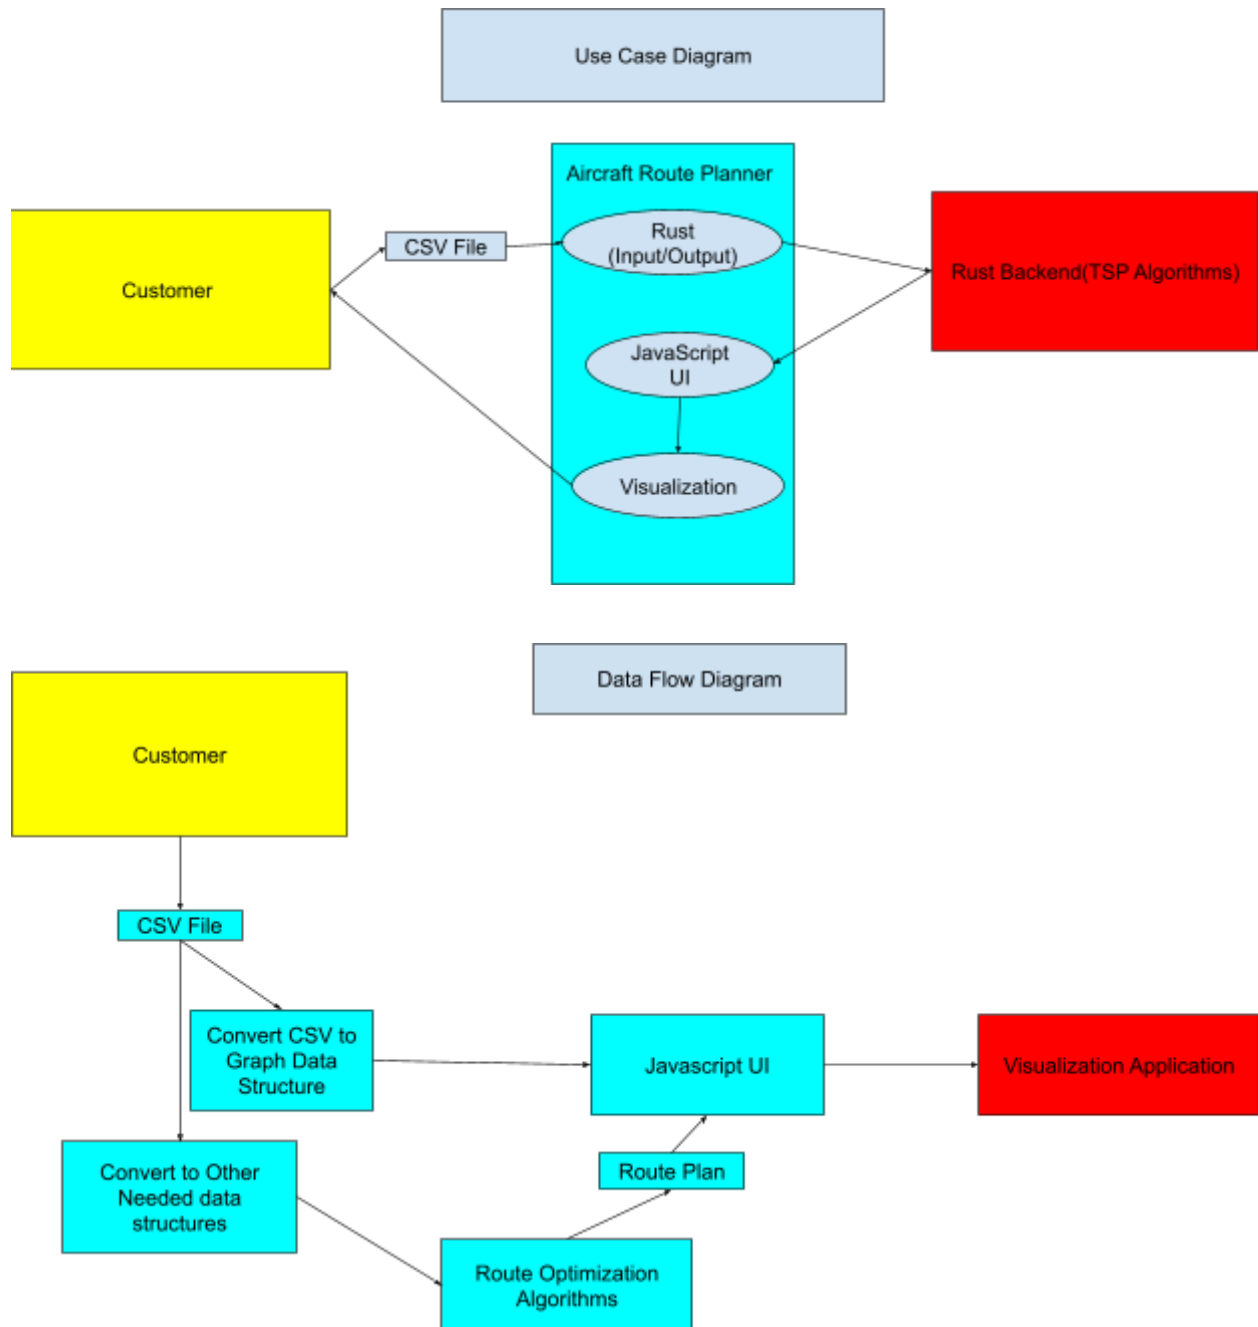 Use Case Diagram
Aircraft Route Planner
Customer
CSV File
Rust
(Input/Output)
Rust Backend(TSP Algorithms)
JavaScript
UI
Visualization
Data Flow Diagram
Customer
CSV File
Convert CSV to
Graph Data
Structure
Javascript UI
Visualization Application
Convert to Other
Needed data
structures
Route Plan
Route Optimization
Algorithms